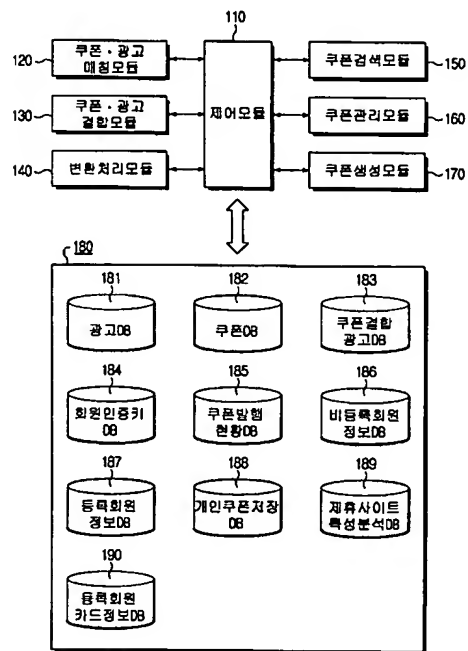 110
120
쿠폰·광고
매칭모듈
130
쿠폰·광고
결합모듈
140
변환처리모듈
제어모듈
쿠폰검색모듈
150
쿠폰관리모듈
160
쿠폰생성모듈
170
180
181
광고DB
182
쿠폰DB
183
쿠폰결합
광고DB
184
회원인증키
DB
185
쿠폰발행
현황DB
186
비등록회원
정보DB
187
등록회원
정보DB
188
개인쿠폰저장
DB
189
제휴사이트
특성분석DB
190
등록회원
카드정보DB